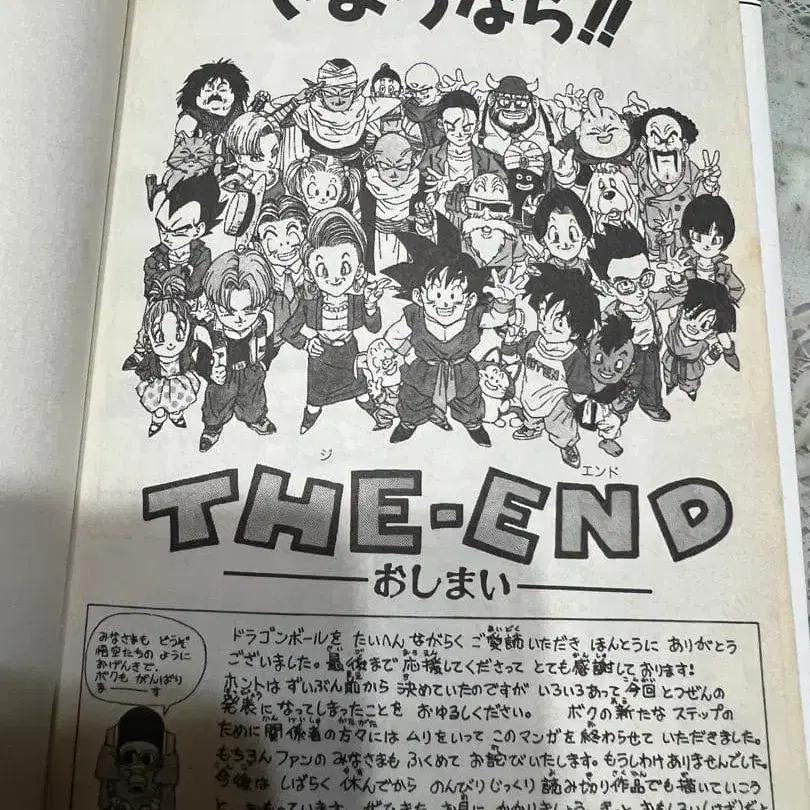 さようなら!!
GOTEN
ジ エンド
THE・END
おしまい
みなさまも どうぞ
悟空たちの ように
おげんきで。
ボクも がんばり
ま———す
ドラゴンボールを たいへん ながらく ご愛読いただき ほんとうに ありがとう
ございました。最後まで 応援してくださって とても感謝しております!
ホントは ずいぶん前から 決めていたのですが いろいろあって 今回 とつぜんの
発表に なってしまったことを おゆるしください。 ボクの新たな ステップの
ために関係者の方々には ムリをいって このマンガを終わらせて いただきました。
もちろん ファンの みなさまも ふくめて お詫びいたします。もうしわけありませんでした。
今後は しばらく 休んでから のんびりじっくり 読み切り作品でも描いていこう